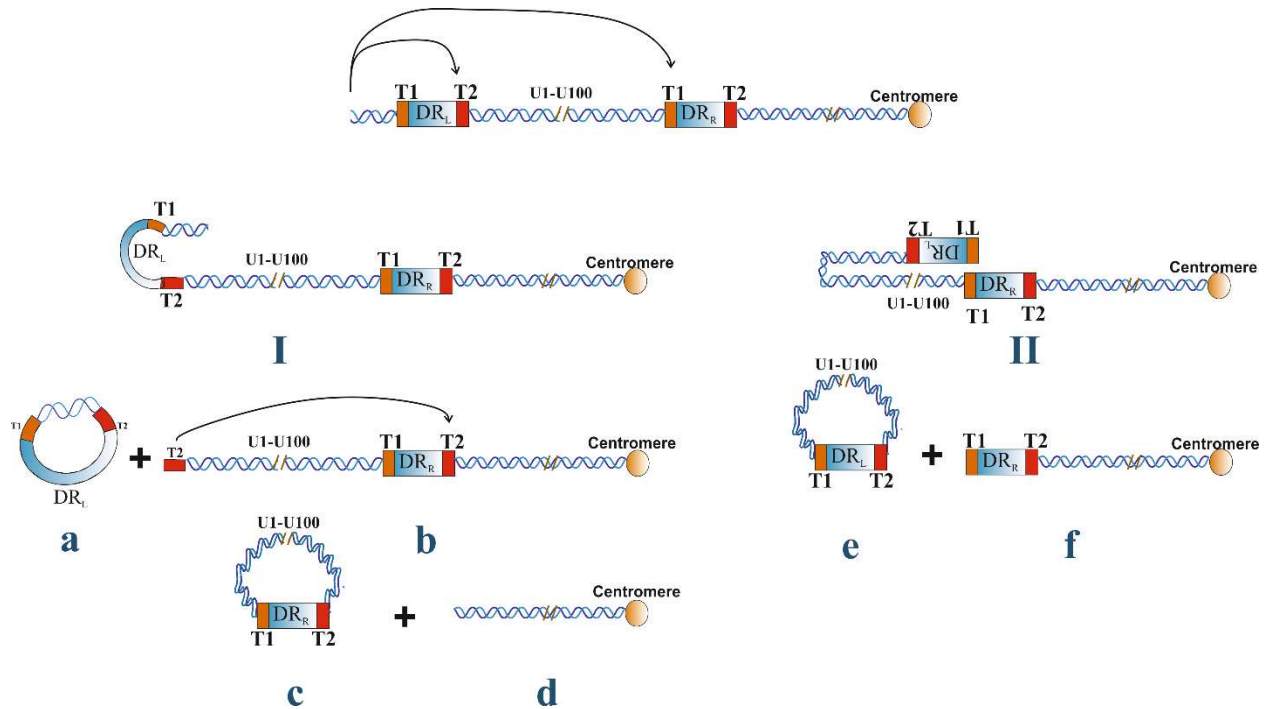 U1-U100
T1 T2 T1 T2 Centromere
DR_L DR_R
T1
DR_L
T2
U1-U100
T1 T2
DR_R
Centromere
I
T2 T1
DR_L
U1-U100
DR_R
T1 T2
Centromere
II
T1 T2
DR_L
a
+
T2
U1-U100
T1 T2
DR_R
Centromere
b
U1-U100
DR_R
T1 T2
c
+
Centromere
d
U1-U100
DR_L
T1 T2
e
+
T1 T2
DR_R
Centromere
f